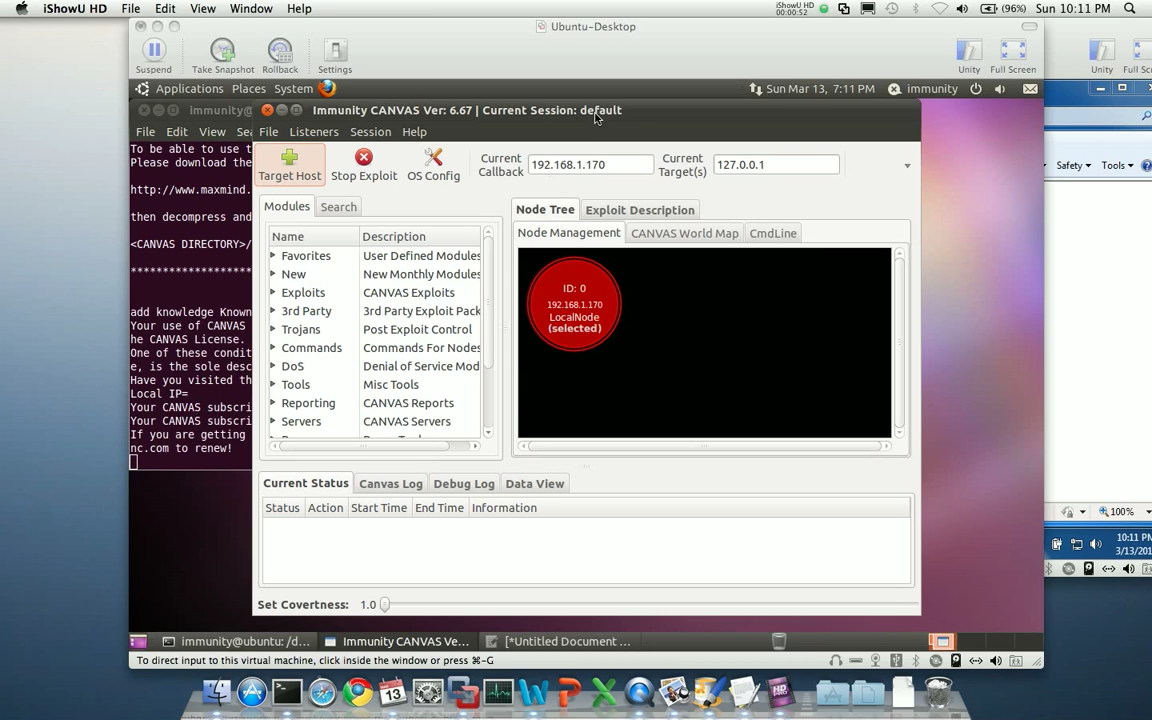 iShowU HD File Edit View Window Help
iShowU HD
00:00:52
(96%) Sun 10:11 PM
Ubuntu-Desktop
Suspend Take Snapshot Rollback Settings Unity Full Screen
Unity
Applications Places System
Sun Mar 13, 7:11 PM immunity
immunity@
Immunity CANVAS Ver: 6.67 | Current Session: default
File Edit View
File Listeners Session Help
To be able to use t
Please download the
http://www.maxmind.
then decompress and
<CANVAS DIRECTORY>/
*******************
add knowledge Known
Your use of CANVAS
he CANVAS License.
One of these condit
e, is the sole desc
Have you visited th
Local IP=
Your CANVAS subscri
Your CANVAS subscri
If you are getting
nc.com to renew!
Target Host Stop Exploit OS Config
Current Callback
192.168.1.170
Current Target(s)
127.0.0.1
Modules Search
Name Description
Favorites User Defined Modules
New New Monthly Modules
Exploits CANVAS Exploits
3rd Party 3rd Party Exploit Pack
Trojans Post Exploit Control
Commands Commands For Nodes
DoS Denial of Service Mod
Tools Misc Tools
Reporting CANVAS Reports
Servers CANVAS Servers
Node Tree Exploit Description
Node Management CANVAS World Map CmdLine
ID: 0
192.168.1.170
LocalNode
(selected)
Current Status Canvas Log Debug Log Data View
Status Action Start Time End Time Information
Set Covertness: 1.0
immunity@ubuntu: /d... Immunity CANVAS Ve... [*Untitled Document ...
To direct input to this virtual machine, click inside the window or press ⌘-G
Safety Tools
100%
10:11 PM
3/13/201
13